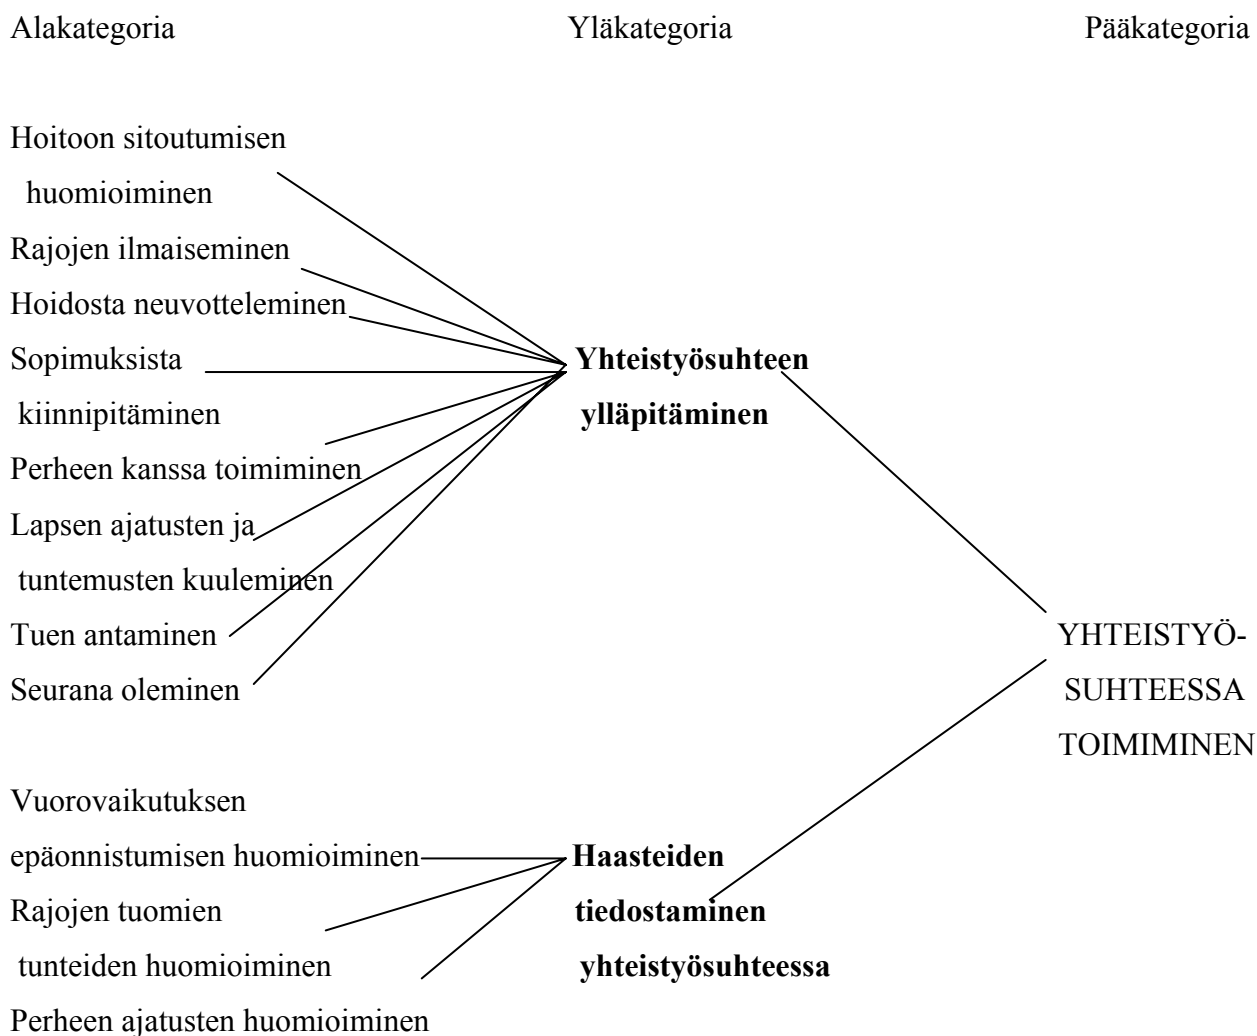 Alakategoria Yläkategoria Pääkategoria
Hoitoon sitoutumisen
huomioiminen
Rajojen ilmaiseminen
Hoidosta neuvotteleminen
Sopimuksista
kiinnipitäminen
Perheen kanssa toimiminen
Lapsen ajatusten ja
tuntemusten kuuleminen
Tuen antaminen
Seurana oleminen
Yhteistyösuhteen
ylläpitäminen
Vuorovaikutuksen
epäonnistumisen huomioiminen
Rajojen tuomien
tunteiden huomioiminen
Perheen ajatusten huomioiminen
Haasteiden
tiedostaminen
yhteistyösuhteessa
YHTEISTYÖ-
SUHTEESSA
TOIMIMINEN